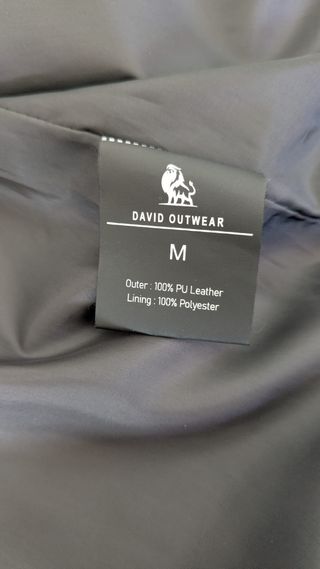 DAVID OUTWEAR
M
Outer : 100% PU Leather
Lining : 100% Polyester